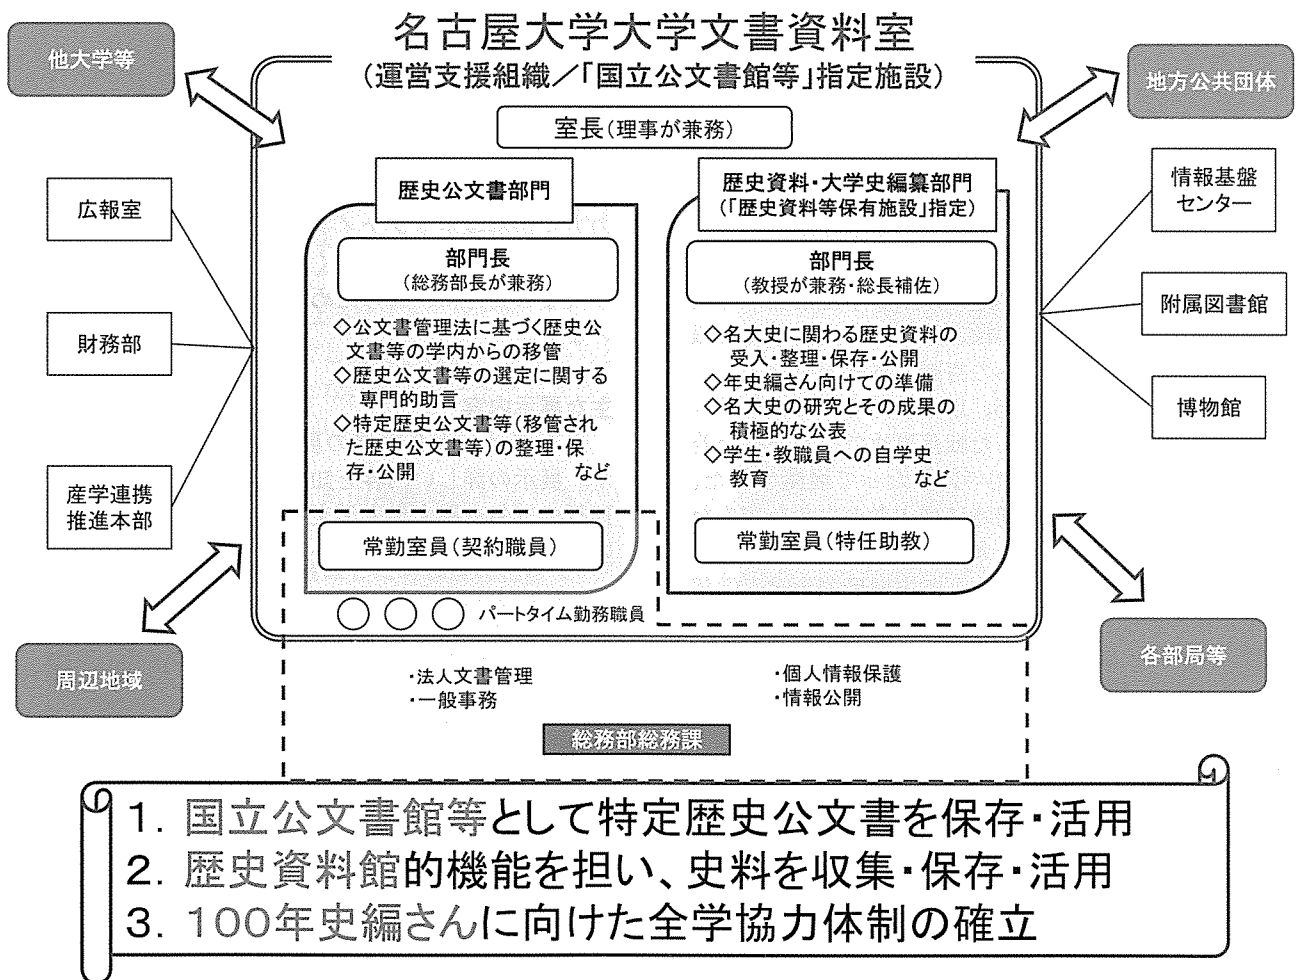 名古屋大学大学文書資料室
(運営支援組織／「国立公文書館等」指定施設)
他大学等
地方公共団体
室長(理事が兼務)
広報室
財務部
産学連携
推進本部
歴史公文書部門
部門長
(総務部長が兼務)
◇公文書管理法に基づく歴史公
文書等の学内からの移管
◇歴史公文書等の選定に関する
専門的助言
◇特定歴史公文書等(移管され
た歴史公文書等)の整理・保
存・公開 など
常勤室員(契約職員)
パートタイム勤務職員
歴史資料・大学史編纂部門
(「歴史資料等保有施設」指定)
部門長
(教授が兼務・総長補佐)
◇名大史に関わる歴史資料の
受入・整理・保存・公開
◇年史編さん向けての準備
◇名大史の研究とその成果の
積極的な公表
◇学生・教職員への自学史
教育 など
常勤室員(特任助教)
情報基盤
センター
附属図書館
博物館
周辺地域
各部局等
・法人文書管理
・一般事務
・個人情報保護
・情報公開
総務部総務課
1. 国立公文書館等として特定歴史公文書を保存・活用
2. 歴史資料館的機能を担い、史料を収集・保存・活用
3. 100年史編さんに向けた全学協力体制の確立